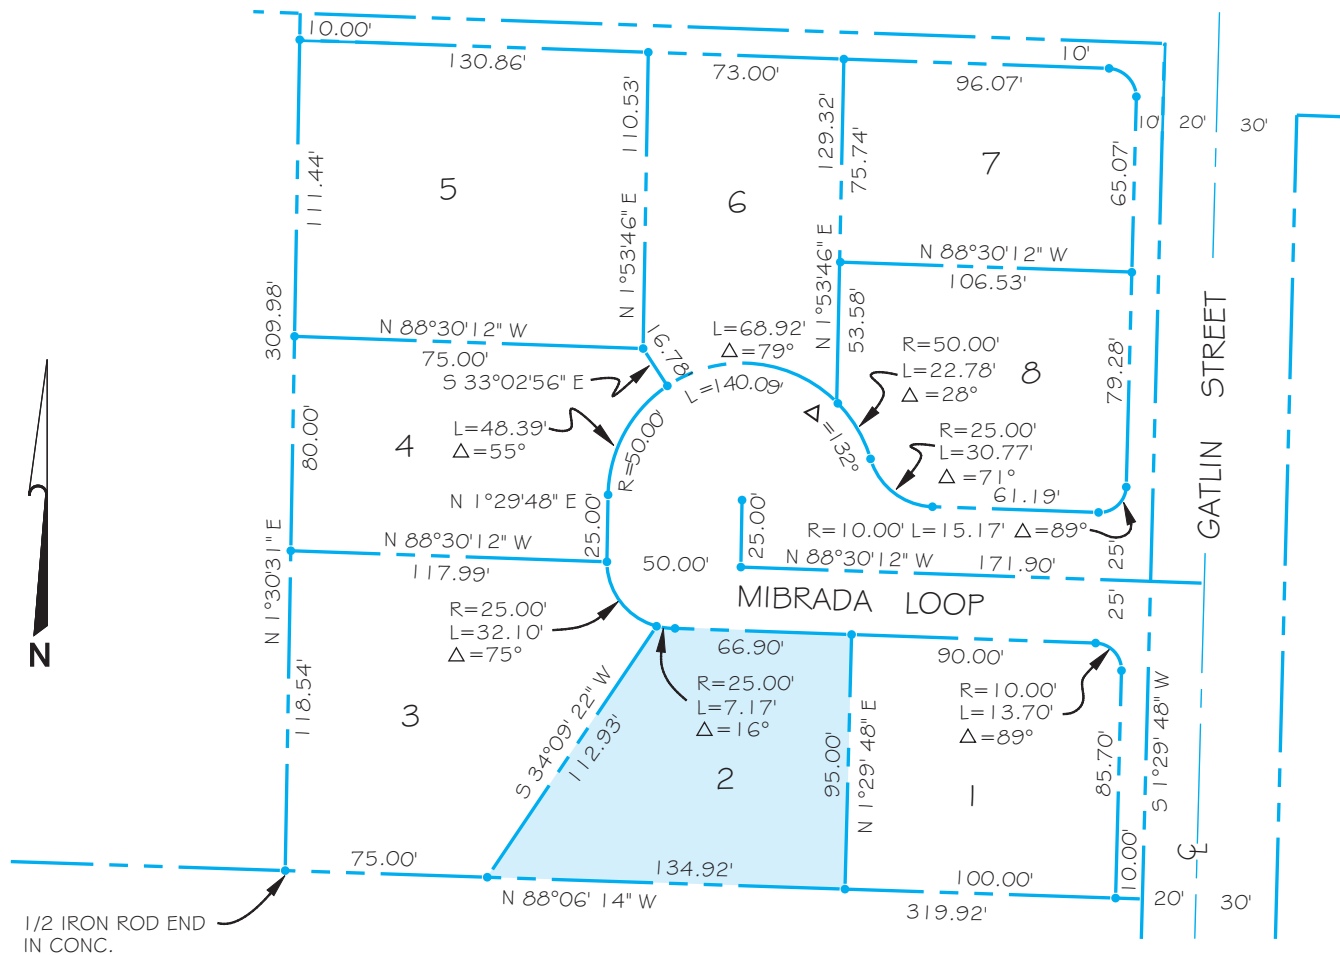 10.00'
10'
130.86'
73.00'
96.07'
10' 20' 30'
110.53'
129.32'
75.74'
65.07'
111.44'
5
6
7
N 1°53'46" E
N 1°53'46" E
N 88°30'12" W
106.53'
309.98'
N 88°30'12" W
75.00'
16.78'
S 33°02'56" E
L=68.92'
△=79°
L=140.09'
53.58'
R=50.00'
L=22.78'
△=28°
8
79.28'
GATLIN STREET
80.00'
4
L=48.39'
△=55°
R=50.00'
△=132°
R=25.00'
L=30.77'
△=71°
61.19'
N 1°29'48" E
25.00'
25.00'
R=10.00' L=15.17' △=89°
25'
N 1°30'31" E
N 88°30'12" W
117.99'
50.00'
N 88°30'12" W
171.90'
MIBRADA LOOP
25'
R=25.00'
L=32.10'
△=75°
66.90'
90.00'
N
118.54'
3
S 34°09' 22" W
112.93'
R=25.00'
L=7.17'
△=16°
2
95.00'
N 1°29' 48" E
R=10.00'
L=13.70'
△=89°
1
85.70'
S 1°29' 48" W
CL
75.00'
134.92'
100.00'
10.00'
N 88°06' 14" W
319.92'
20' 30'
1/2 IRON ROD END
IN CONC.